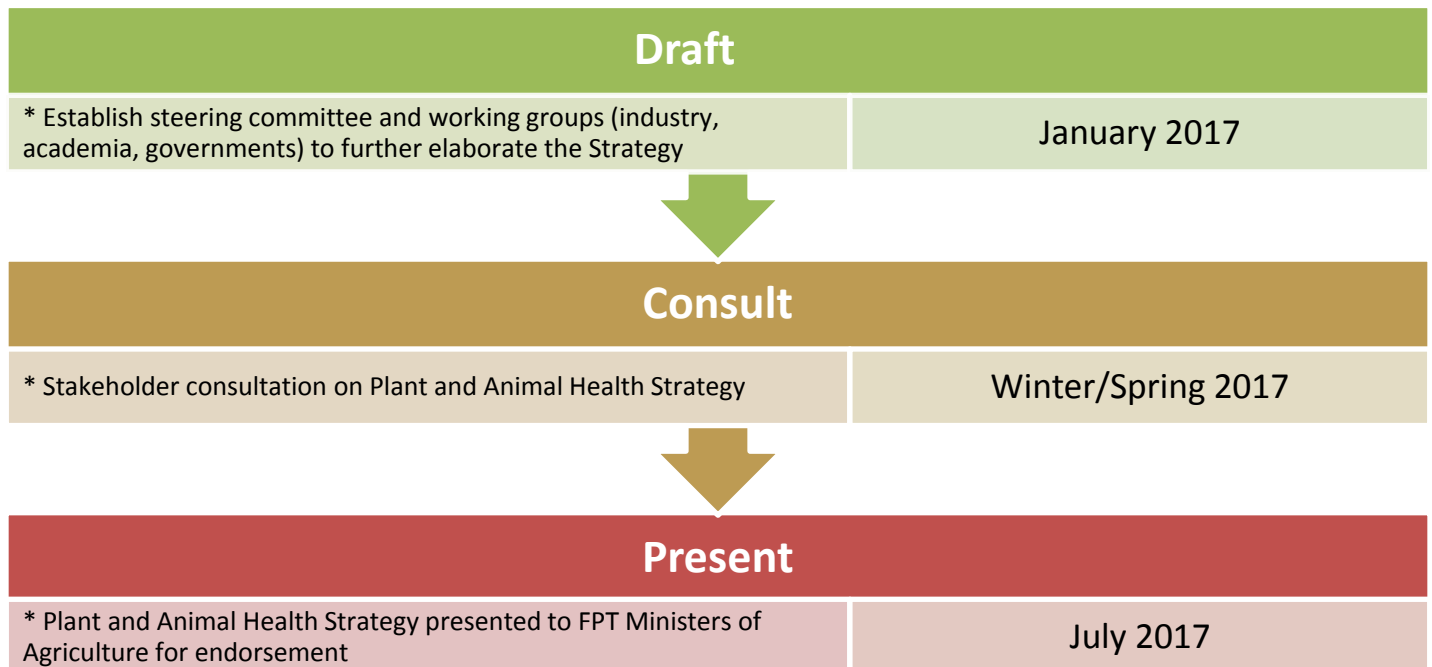 Draft
* Establish steering committee and working groups (industry,
academia, governments) to further elaborate the Strategy
January 2017
Consult
* Stakeholder consultation on Plant and Animal Health Strategy
Winter/Spring 2017
Present
* Plant and Animal Health Strategy presented to FPT Ministers of
Agriculture for endorsement
July 2017